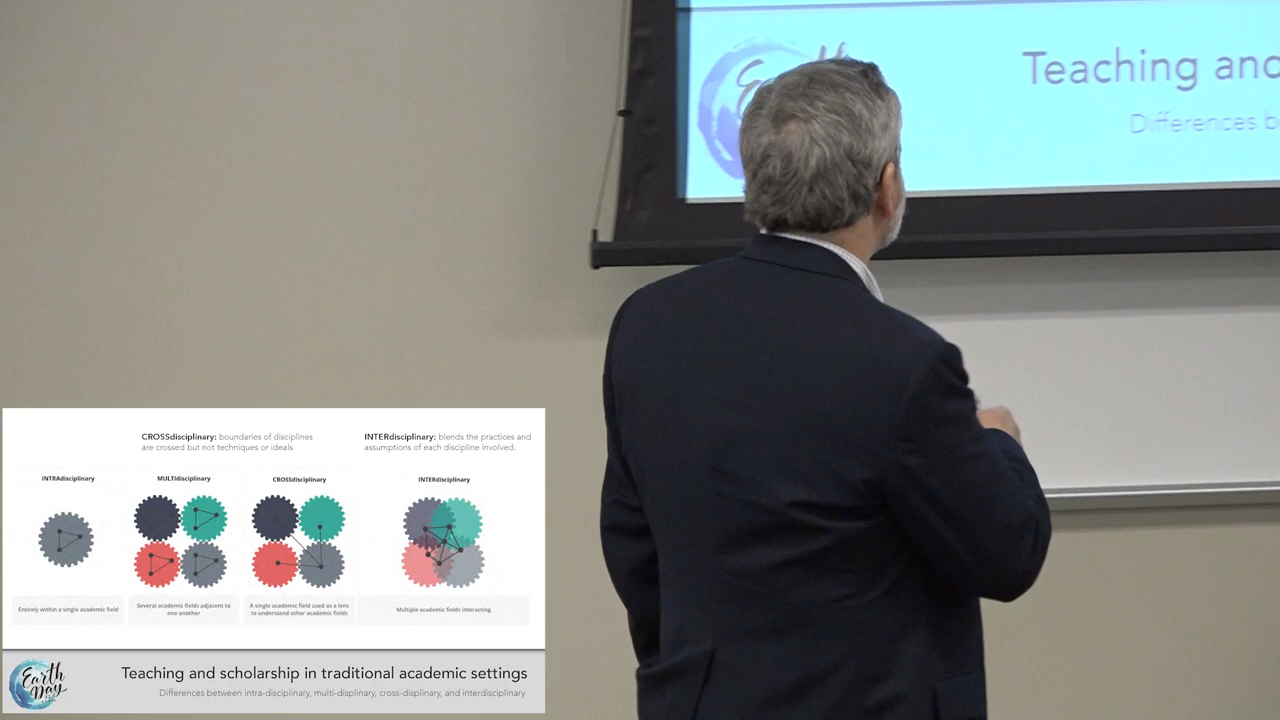 Teaching and
Differences b
CROSSdisciplinary: boundaries of disciplines
are crossed but not techniques or ideals
INTERdisciplinary: blends the practices and
assumptions of each discipline involved.
INTRAdisciplinary
MULTIdisciplinary
CROSSdisciplinary
INTERdisciplinary
Entirely within a single academic field
Several academic fields adjacent to
one another
A single academic field used as a lens
to understand other academic fields
Multiple academic fields interacting
Earth
Day
Teaching and scholarship in traditional academic settings
Differences between intra-disciplinary, multi-displinary, cross-displinary, and interdisciplinary